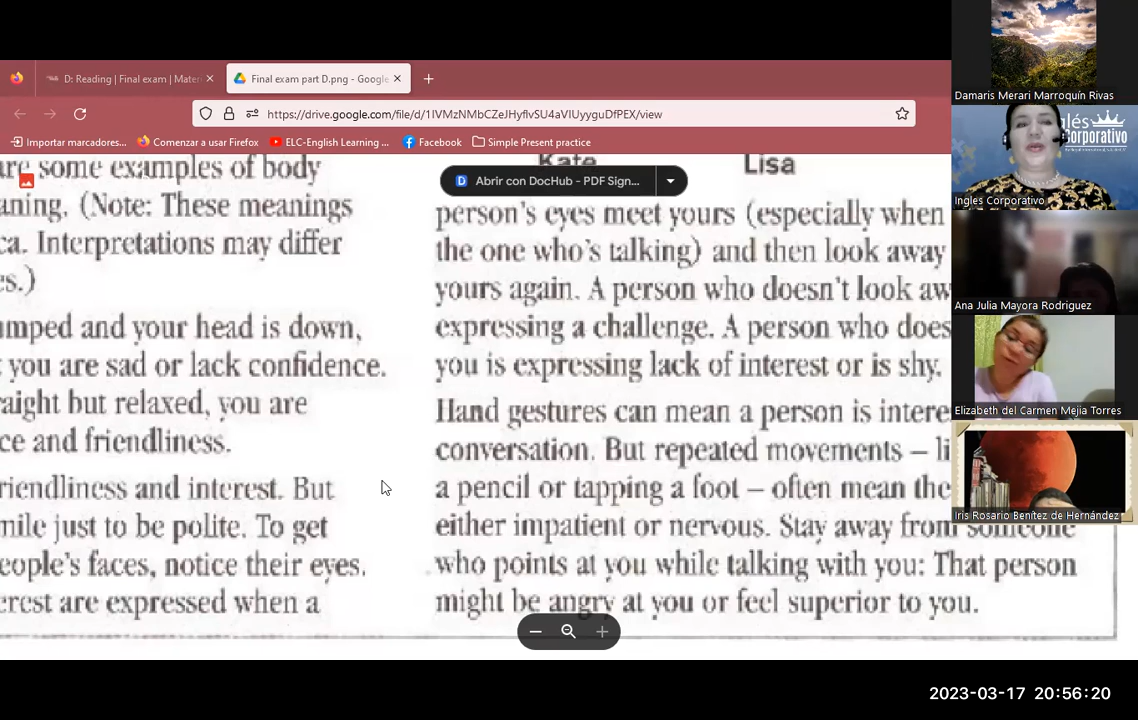 D: Reading | Final exam | Mater
Final exam part D.png - Google
https://drive.google.com/file/d/1IVMzNMbCZeJHyflvSU4aVIUyyguDfPEX/view
Importar marcadores...
Comenzar a usar Firefox
ELC-English Learning ...
Facebook
Simple Present practice
Abrir con DocHub - PDF Sign...
are some examples of body
aning. (Note: These meanings
ca. Interpretations may differ
es.)
umped and your head is down,
you are sad or lack confidence.
raight but relaxed, you are
ce and friendliness.
riendliness and interest. But
mile just to be polite. To get
eople's faces, notice their eyes.
erest are expressed when a
Kate
Lisa
person's eyes meet yours (especially when
the one who's talking) and then look away
yours again. A person who doesn't look aw
expressing a challenge. A person who does
you is expressing lack of interest or is shy.
Hand gestures can mean a person is intere
conversation. But repeated movements – li
a pencil or tapping a foot – often mean the
either impatient or nervous. Stay away from someone
who points at you while talking with you: That person
might be angry at you or feel superior to you.
Damaris Merari Marroquín Rivas
glés
Corporativo
Ingles Corporativo
Ana Julia Mayora Rodriguez
Elizabeth del Carmen Mejia Torres
Iris Rosario Benítez de Hernández
2023-03-17 20:56:20